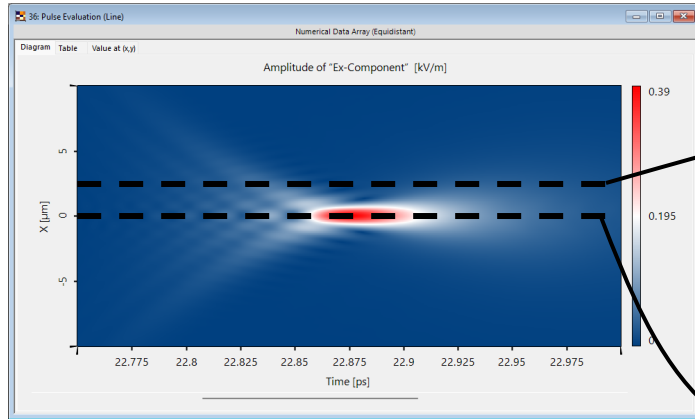 36: Pulse Evaluation (Line)
Numerical Data Array (Equidistant)
Diagram Table Value at (x,y)
Amplitude of "Ex-Component" [kV/m]
0.39
0.195
0
X [µm]
5
0
-5
22.775 22.8 22.825 22.85 22.875 22.9 22.925 22.95 22.975
Time [ps]